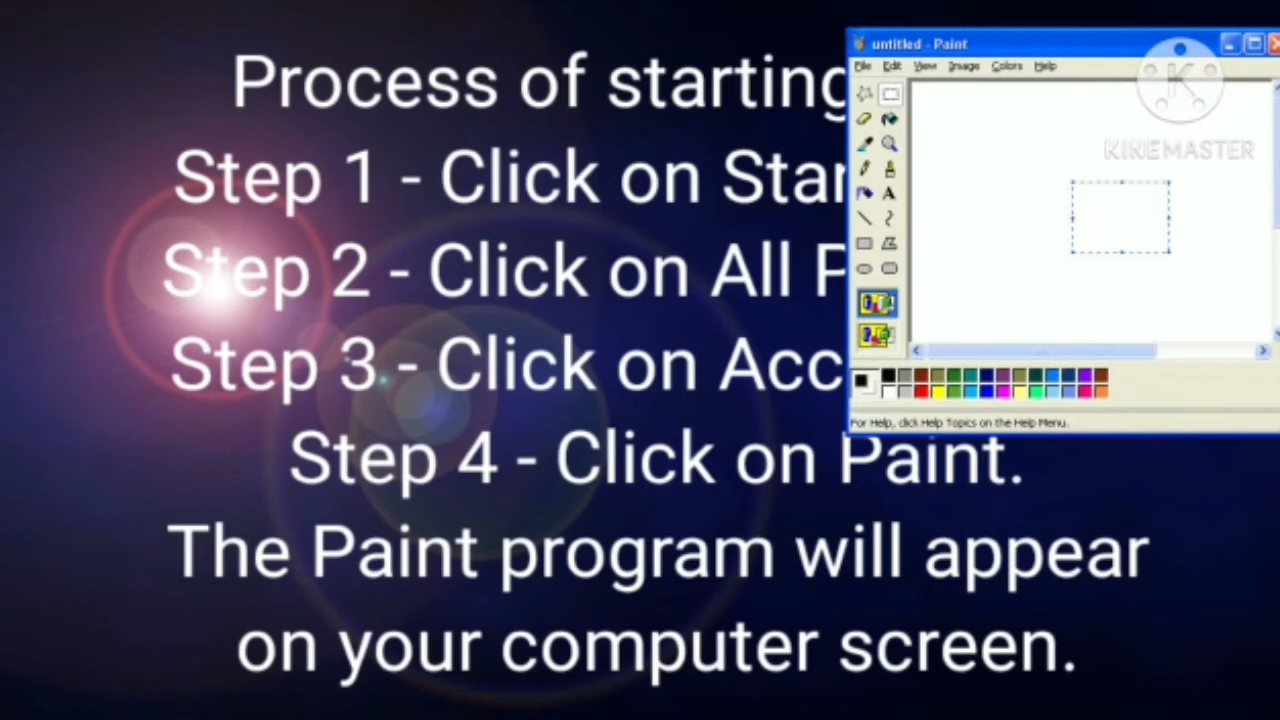 Process of starting
Step 1 - Click on Star
Step 2 - Click on All P
Step 3 - Click on Acc
Step 4 - Click on Paint.
The Paint program will appear
on your computer screen.
untitled - Paint
File Edit View Image Colors Help
A
For Help, click Help Topics on the Help Menu.
K
KINEMASTER